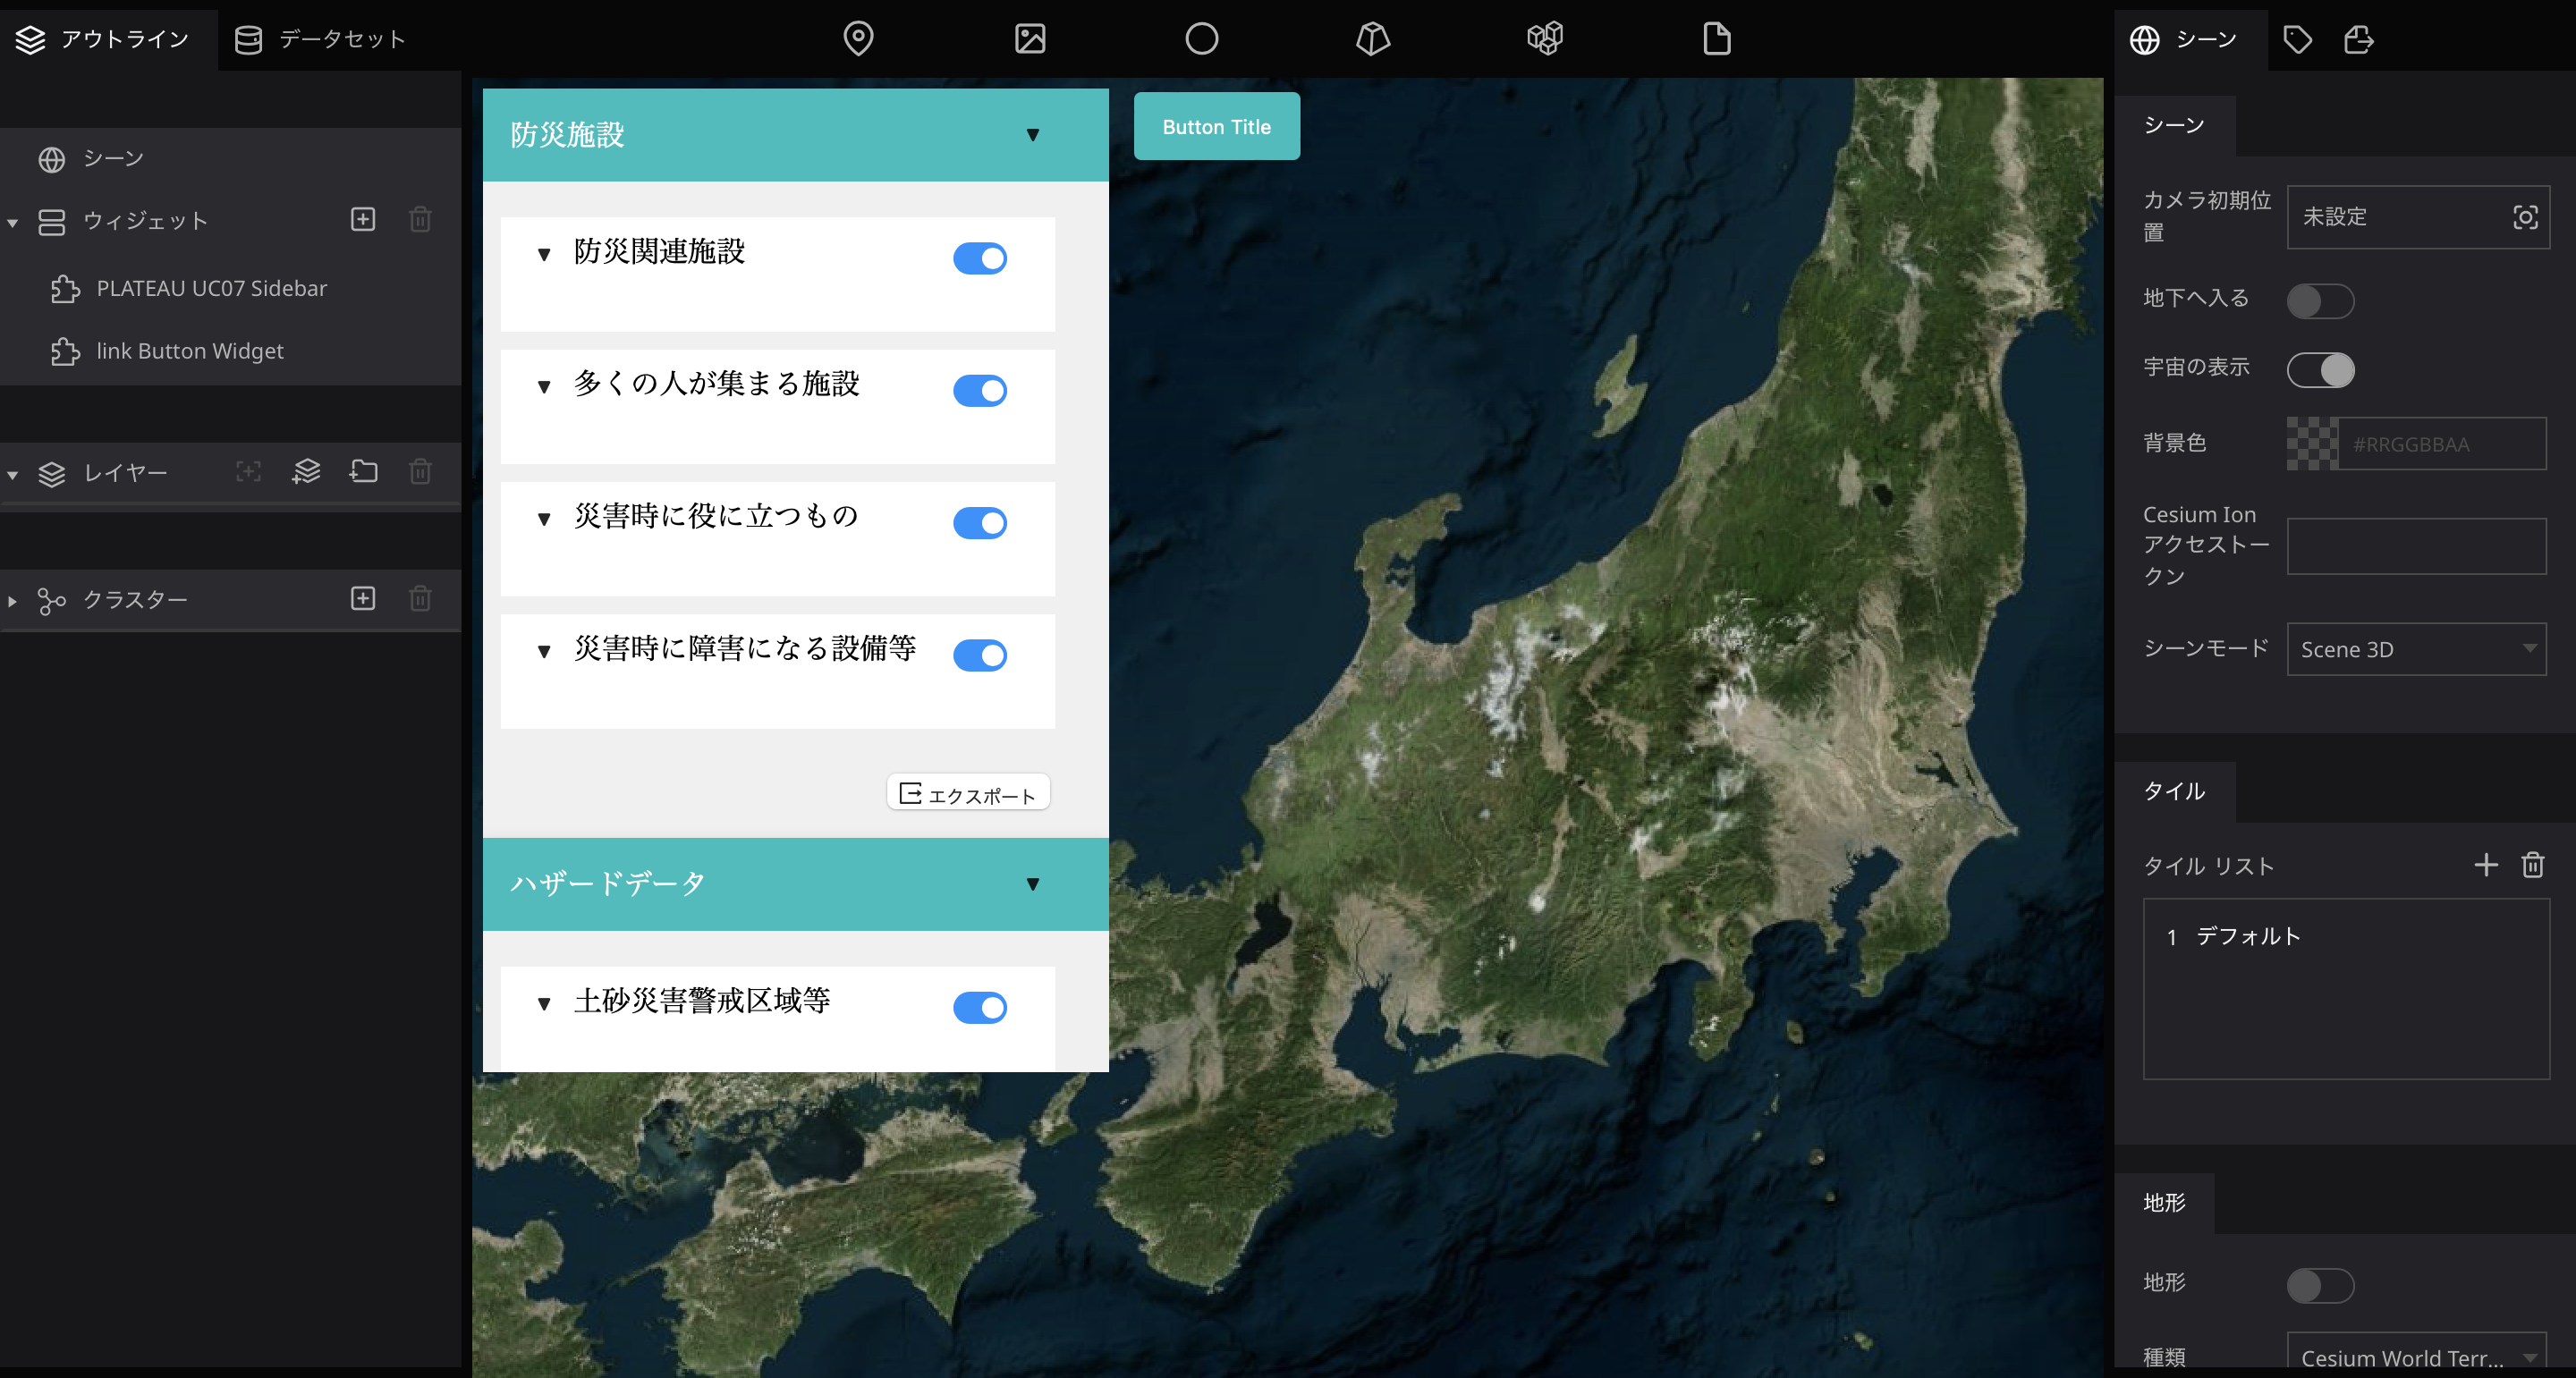 アウトライン
データセット
シーン
ウィジェット
PLATEAU UC07 Sidebar
link Button Widget
レイヤー
クラスター
防災施設
防災関連施設
多くの人が集まる施設
災害時に役に立つもの
災害時に障害になる設備等
エクスポート
ハザードデータ
土砂災害警戒区域等
Button Title
シーン
シーン
カメラ初期位
置
未設定
地下へ入る
宇宙の表示
背景色
#RRGGBBAA
Cesium Ion
アクセストー
クン
シーンモード
Scene 3D
タイル
タイル リスト
1 デフォルト
地形
地形
種類
Cesium World Terr...